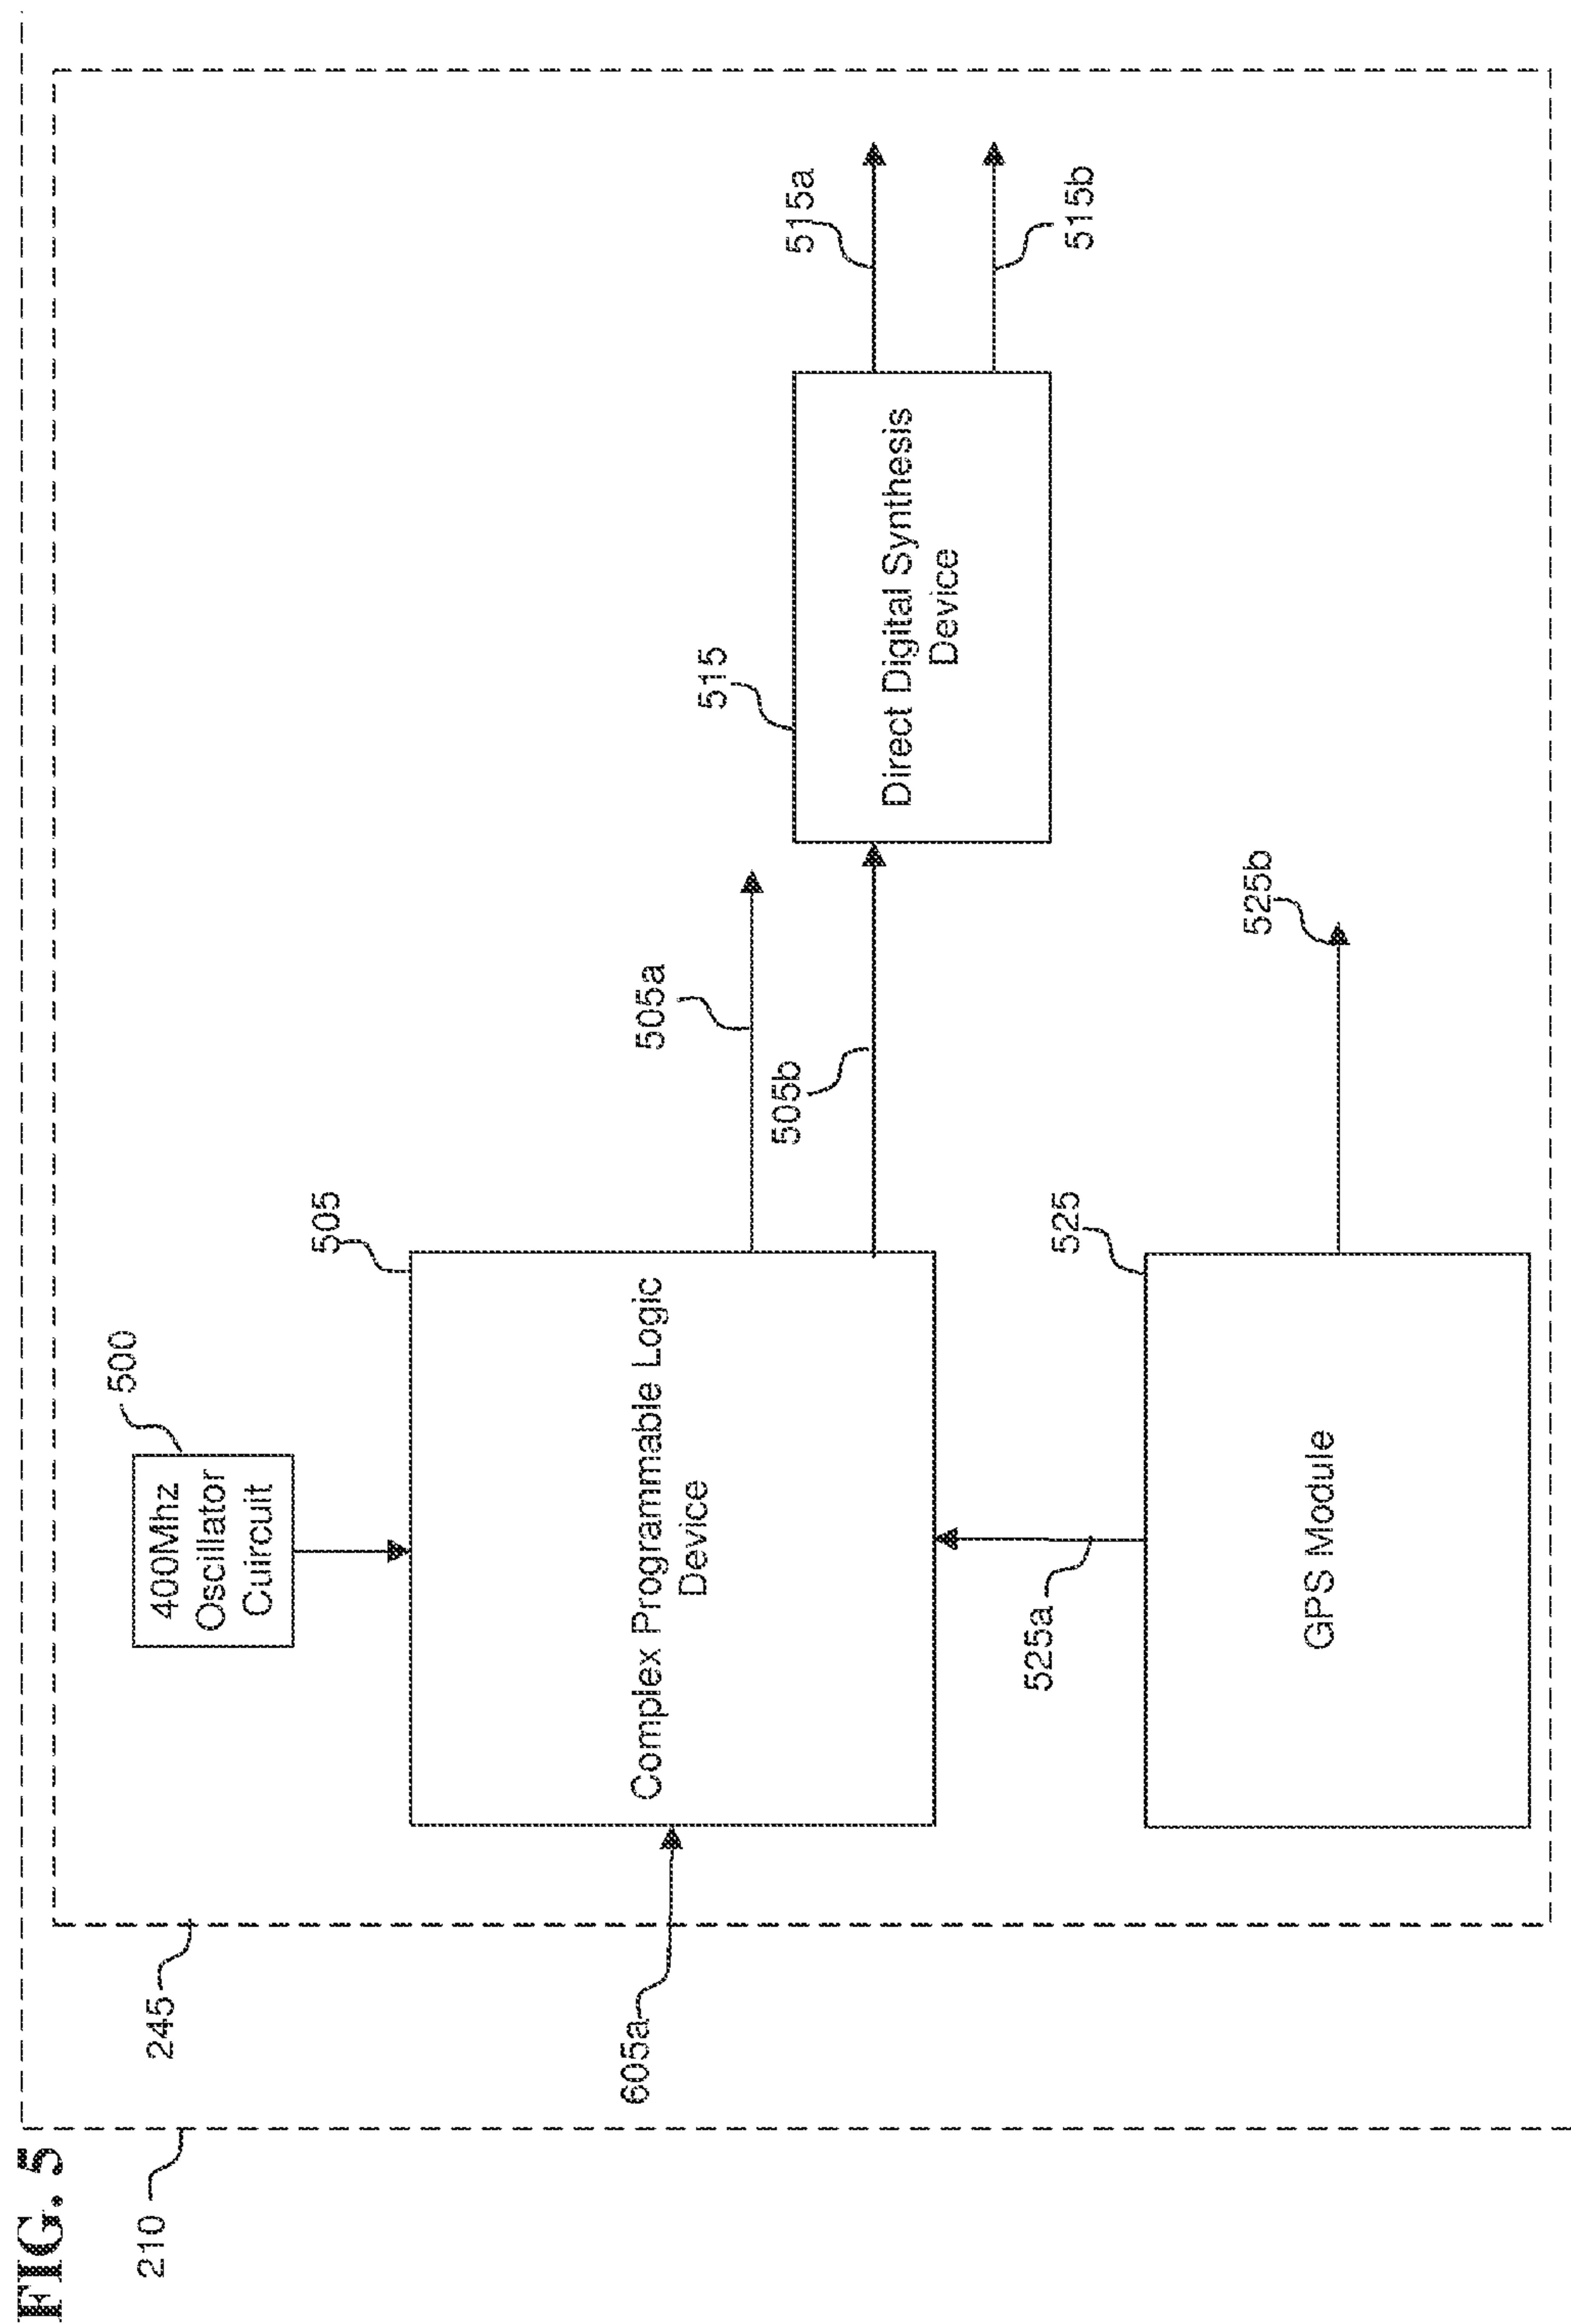 FIG. 5
210
245
400Mhz
Oscillator
Cuircuit
500
505
Complex Programmable Logic
Device
605a
505a
505b
515
Direct Digital Synthesis
Device
515a
515b
525a
525
GPS Module
525b